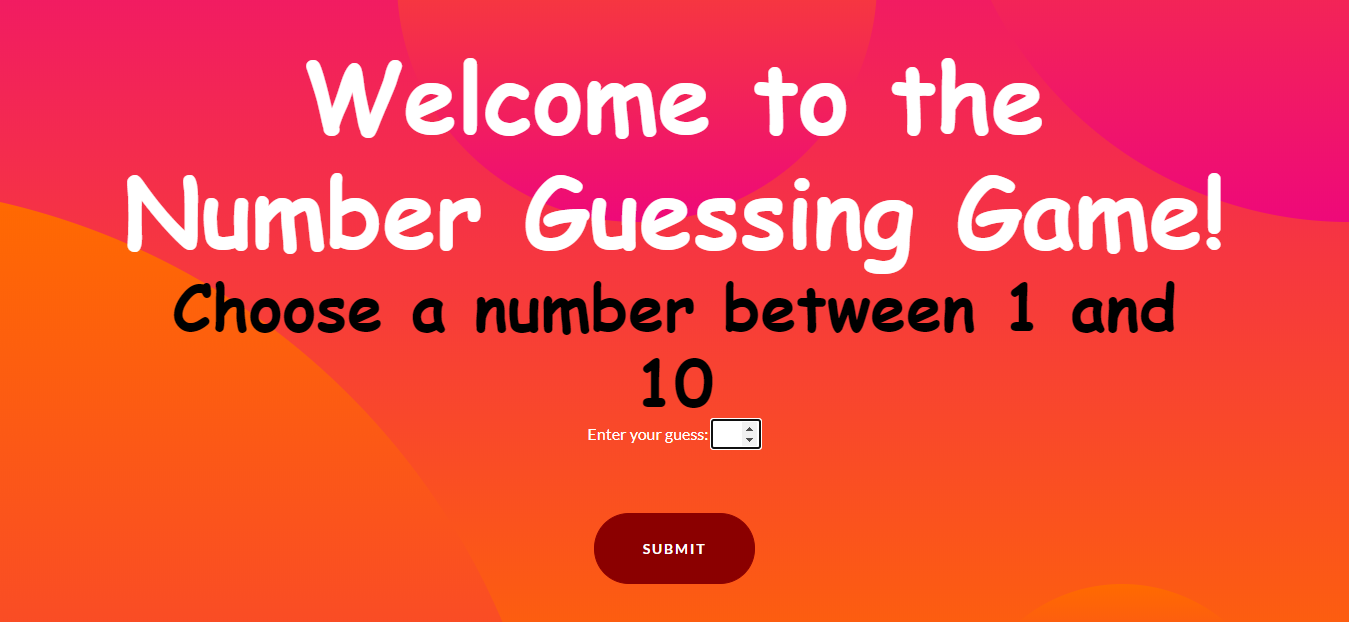 Welcome to the
Number Guessing Game!
Choose a number between 1 and
10
Enter your guess:
SUBMIT